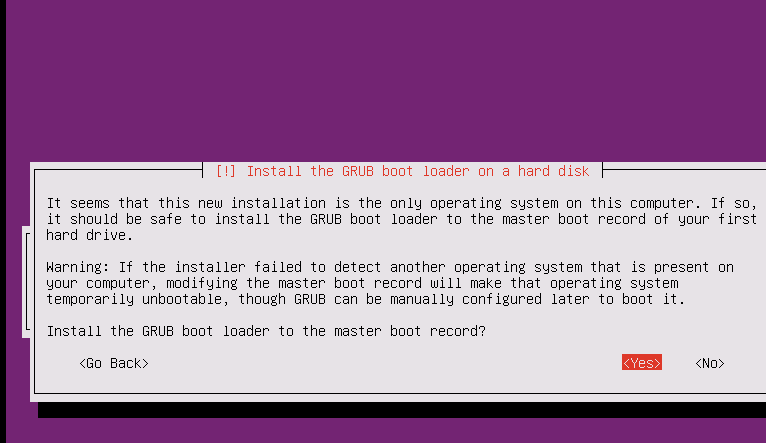 [!] Install the GRUB boot loader on a hard disk
It seems that this new installation is the only operating system on this computer. If so,
it should be safe to install the GRUB boot loader to the master boot record of your first
hard drive.
Warning: If the installer failed to detect another operating system that is present on
your computer, modifying the master boot record will make that operating system
temporarily unbootable, though GRUB can be manually configured later to boot it.
Install the GRUB boot loader to the master boot record?
<Go Back> <Yes> <No>